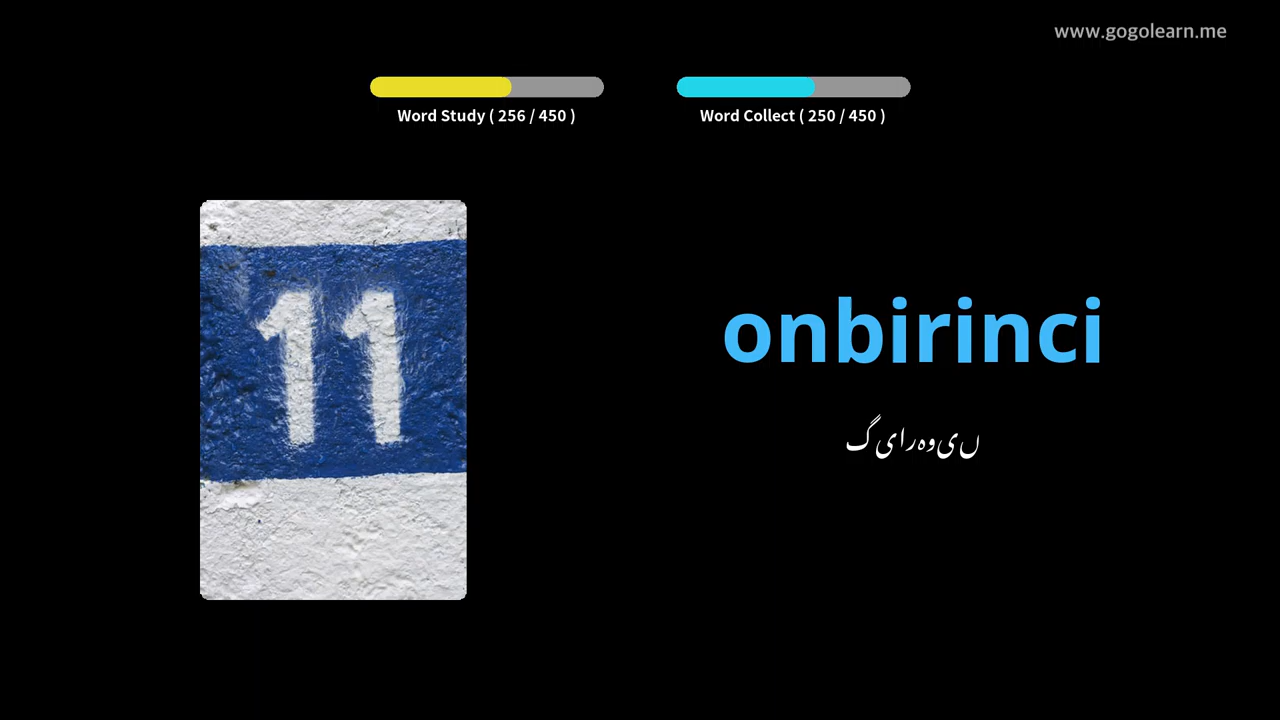 www.gogolearn.me
Word Study ( 256 / 450 )
Word Collect ( 250 / 450 )
11
onbirinci
گیارہویں